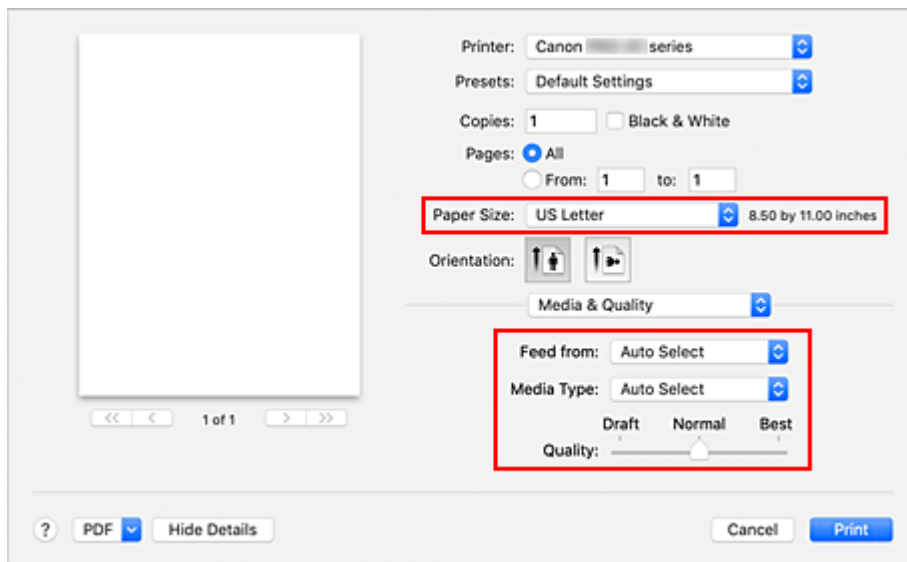 Printer: Canon series
Presets: Default Settings
Copies: 1 Black & White
Pages: All
From: 1 to: 1
Paper Size: US Letter 8.50 by 11.00 inches
Orientation:
Media & Quality
Feed from: Auto Select
Media Type: Auto Select
Draft Normal Best
Quality:
<< < 1 of 1 > >>
? PDF Hide Details Cancel Print